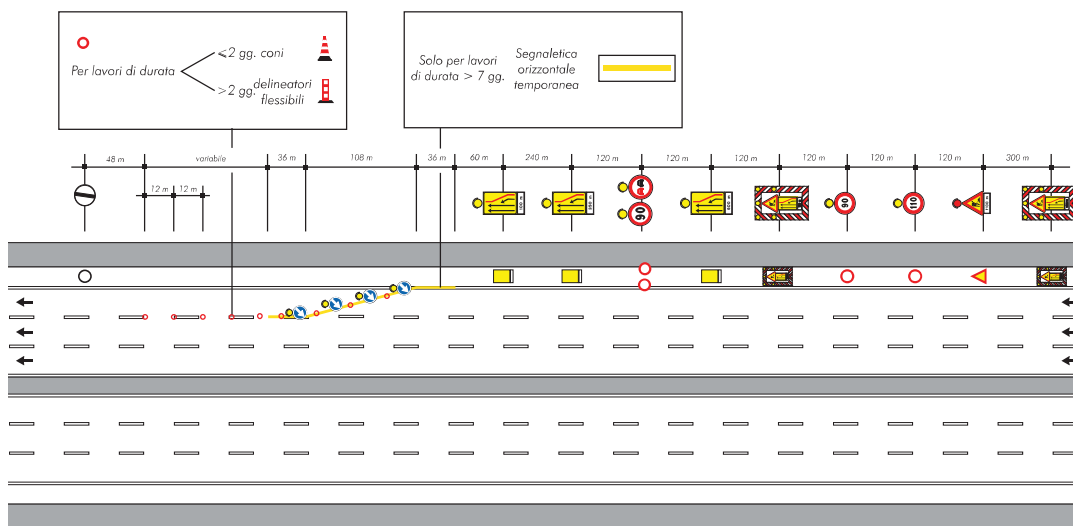 Per lavori di durata
⩽2 gg. coni
>2 gg. delineatori
flessibili
Solo per lavori
di durata > 7 gg.
Segnaletica
orizzontale
temporanea
48 m
variabile
36 m
108 m
36 m
60 m
240 m
120 m
120 m
120 m
120 m
120 m
120 m
300 m
12 m
12 m
90
90
110